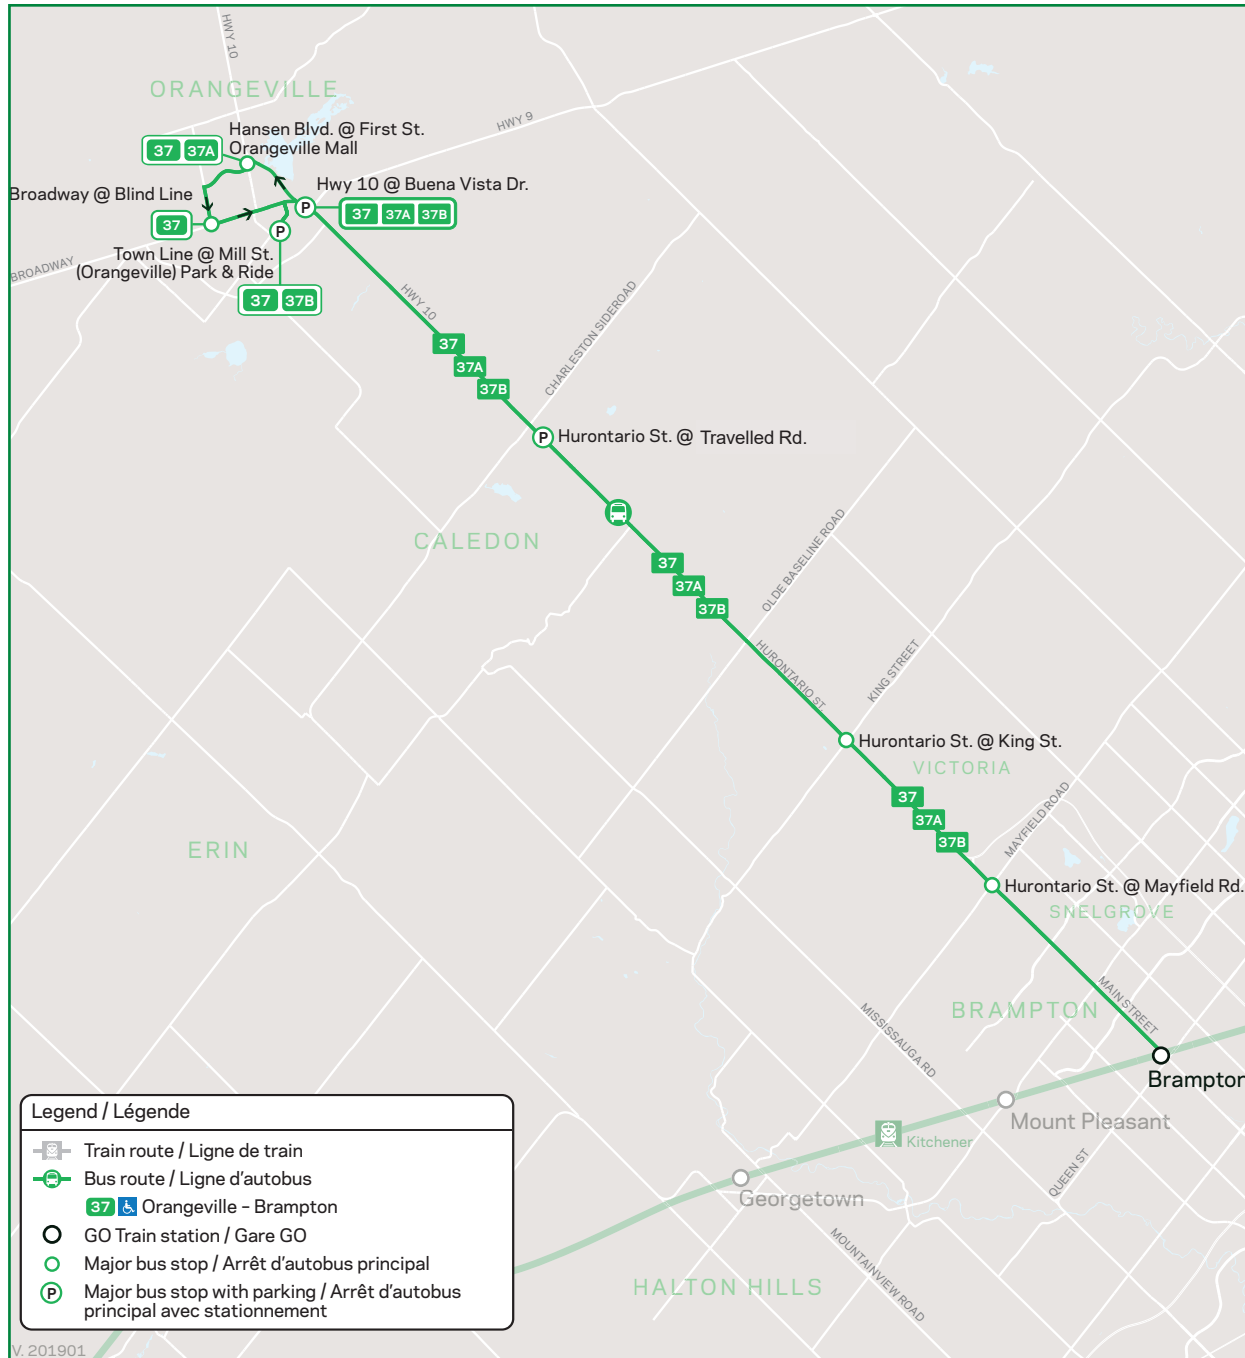 HWY 10
ORANGEVILLE
HWY 9
Hansen Blvd. @ First St.
Orangeville Mall
37 37A
Broadway @ Blind Line
Hwy 10 @ Buena Vista Dr.
P
37 37A 37B
37
P
Town Line @ Mill St.
(Orangeville) Park & Ride
BROADWAY
37 37B
HWY 10
CHARLESTON SIDEROAD
37
37A
37B
P
Hurontario St. @ Travelled Rd.
CALEDON
OLDE BASELINE ROAD
37
37A
37B
HURONTARIO ST.
KING STREET
Hurontario St. @ King St.
VICTORIA
37
37A
37B
MAYFIELD ROAD
ERIN
Hurontario St. @ Mayfield Rd.
SNELGROVE
MAIN STREET
BRAMPTON
MISSISSAUGA RD
Brampton
Mount Pleasant
Kitchener
QUEEN ST
Georgetown
MOUNTAINVIEW ROAD
HALTON HILLS
Legend / Légende
Train route / Ligne de train
Bus route / Ligne d'autobus
37 Orangeville – Brampton
GO Train station / Gare GO
Major bus stop / Arrêt d'autobus principal
P Major bus stop with parking / Arrêt d'autobus
principal avec stationnement
V. 201901